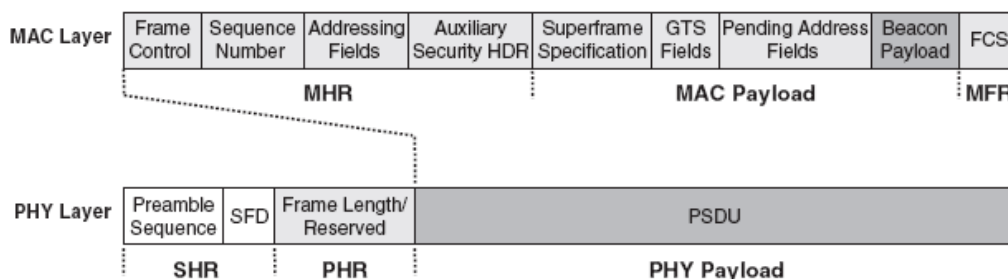 MAC Layer
Frame Control
Sequence Number
Addressing Fields
Auxiliary Security HDR
Superframe Specification
GTS Fields
Pending Address Fields
Beacon Payload
FCS
MHR
MAC Payload
MFR
PHY Layer
Preamble Sequence
SFD
Frame Length/ Reserved
PSDU
SHR
PHR
PHY Payload